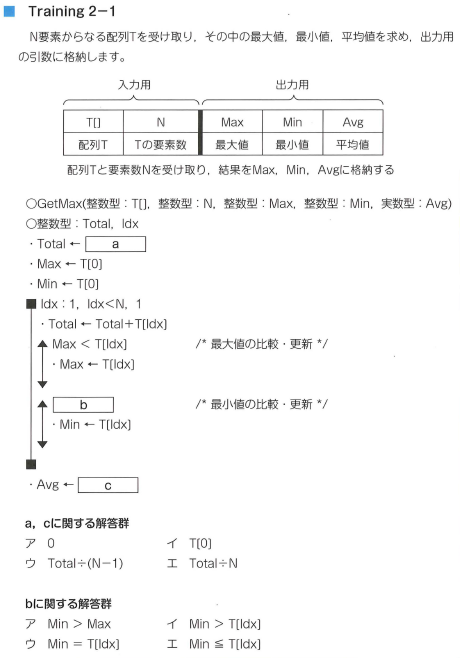 Training 2−1
N要素からなる配列Tを受け取り，その中の最大値，最小値，平均値を求め，出力用
の引数に格納します。
入力用 出力用
T[] N Max Min Avg
配列T Tの要素数 最大値 最小値 平均値
配列Tと要素数Nを受け取り，結果をMax，Min，Avgに格納する
○GetMax(整数型：T[]，整数型：N，整数型：Max，整数型：Min，実数型：Avg)
○整数型：Total，Idx
・Total ← a
・Max ← T[0]
・Min ← T[0]
■ Idx：1，Idx<N，1
・Total ← Total＋T[Idx]
Max < T[Idx] /* 最大値の比較・更新 */
・Max ← T[Idx]
b /* 最小値の比較・更新 */
・Min ← T[Idx]
・Avg ← c
a，cに関する解答群
ア 0 イ T[0]
ウ Total÷(N−1) エ Total÷N
bに関する解答群
ア Min > Max イ Min > T[Idx]
ウ Min = T[Idx] エ Min ≦ T[Idx]